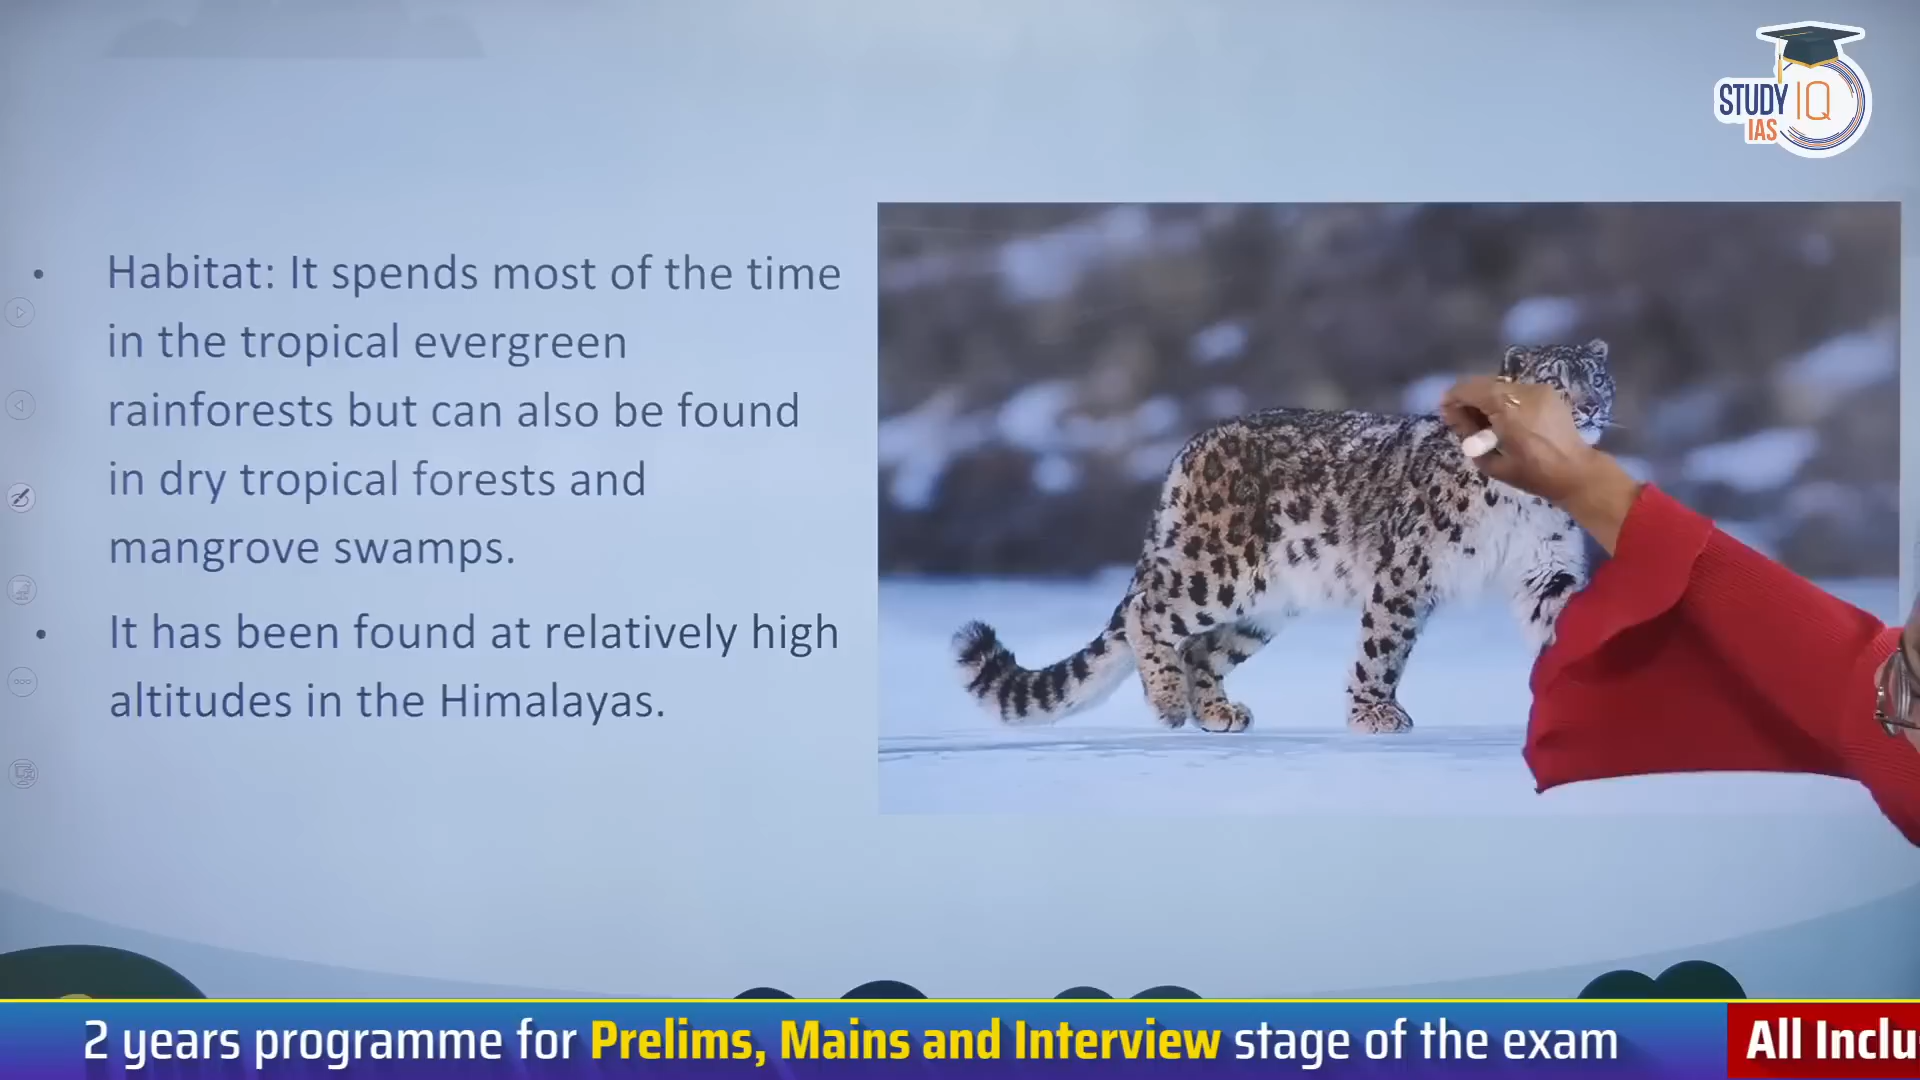 STUDY IQ
IAS
• Habitat: It spends most of the time
in the tropical evergreen
rainforests but can also be found
in dry tropical forests and
mangrove swamps.
• It has been found at relatively high
altitudes in the Himalayas.
2 years programme for Prelims, Mains and Interview stage of the exam
All Inclu